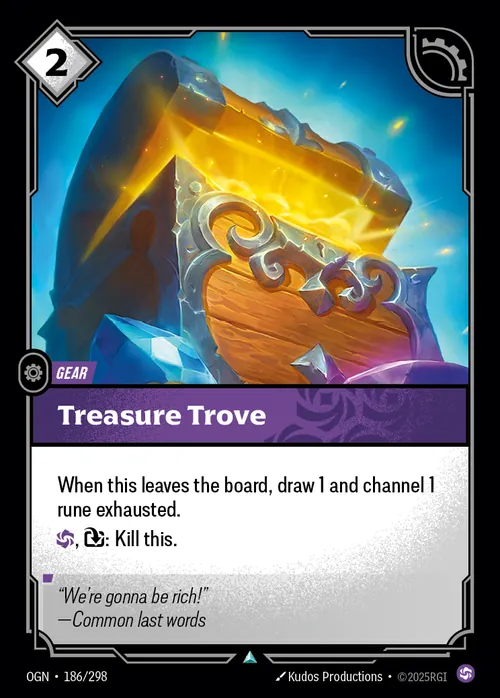 2
GEAR
Treasure Trove
When this leaves the board, draw 1 and channel 1
rune exhausted.
, : Kill this.
“We’re gonna be rich!”
—Common last words
OGN • 186/298
Kudos Productions • ©2025RGI